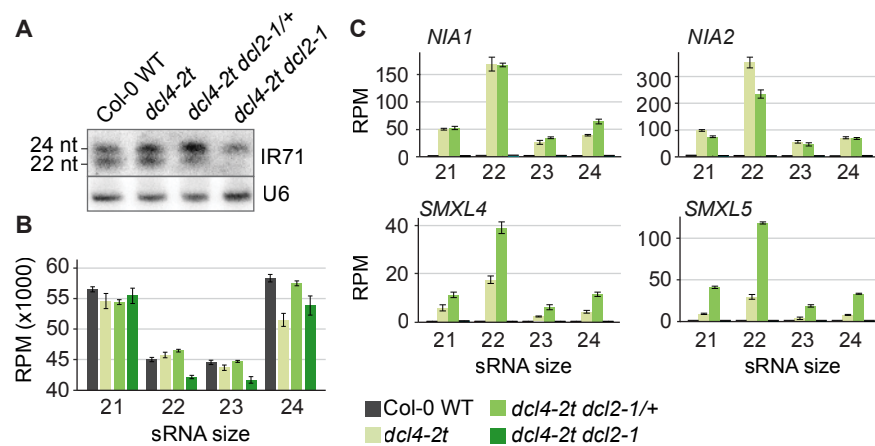 A
Col-0 WT
dcl4-2t
dcl4-2t dcl2-1/+
dcl4-2t dcl2-1
24 nt
22 nt
IR71
U6
B
RPM (x1000)
60
55
50
45
40
21 22 23 24
sRNA size
C
NIA1
RPM
150
100
50
0
21 22 23 24
NIA2
300
200
100
0
21 22 23 24
SMXL4
RPM
40
20
0
21 22 23 24
sRNA size
SMXL5
100
50
0
21 22 23 24
sRNA size
Col-0 WT
dcl4-2t dcl2-1/+
dcl4-2t
dcl4-2t dcl2-1